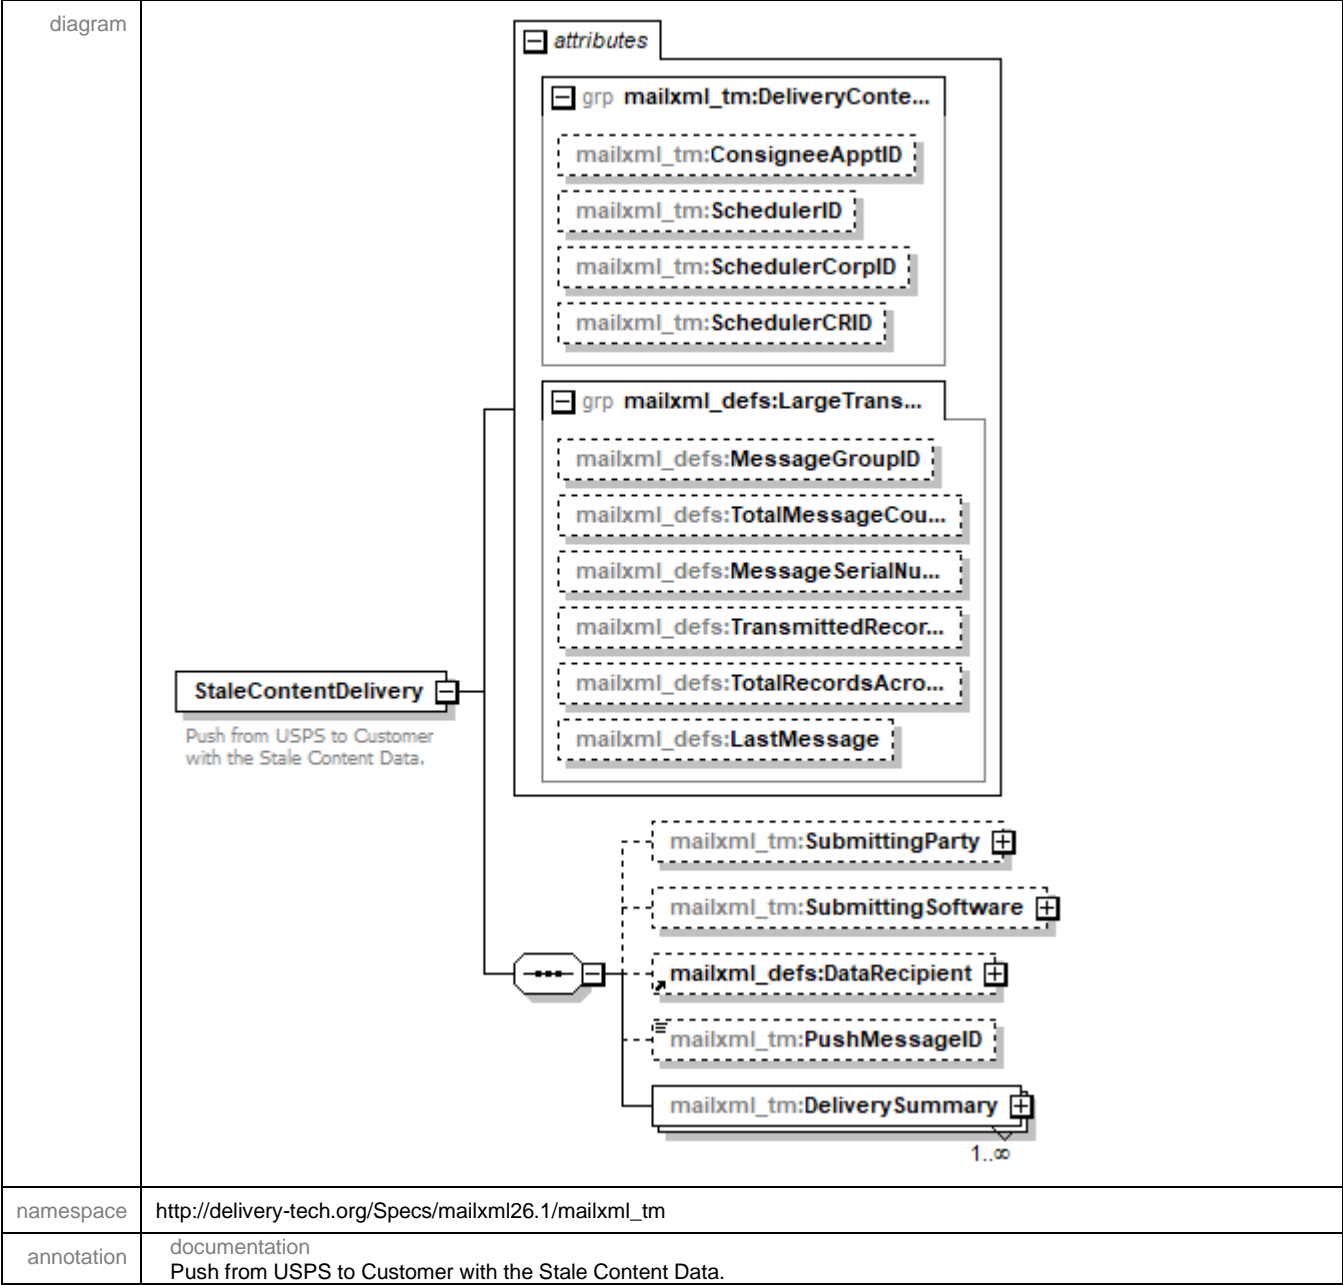 diagram
attributes
grp mailxml_tm:DeliveryConte...
mailxml_tm:ConsigneeApptID
mailxml_tm:SchedulerID
mailxml_tm:SchedulerCorpID
mailxml_tm:SchedulerCRID
grp mailxml_defs:LargeTrans...
mailxml_defs:MessageGroupID
mailxml_defs:TotalMessageCou...
mailxml_defs:MessageSerialNu...
mailxml_defs:TransmittedRecor...
mailxml_defs:TotalRecordsAcro...
mailxml_defs:LastMessage
StaleContentDelivery
Push from USPS to Customer
with the Stale Content Data.
mailxml_tm:SubmittingParty
mailxml_tm:SubmittingSoftware
mailxml_defs:DataRecipient
mailxml_tm:PushMessageID
mailxml_tm:DeliverySummary
1..∞
namespace http://delivery-tech.org/Specs/mailxml26.1/mailxml_tm
annotation documentation
Push from USPS to Customer with the Stale Content Data.